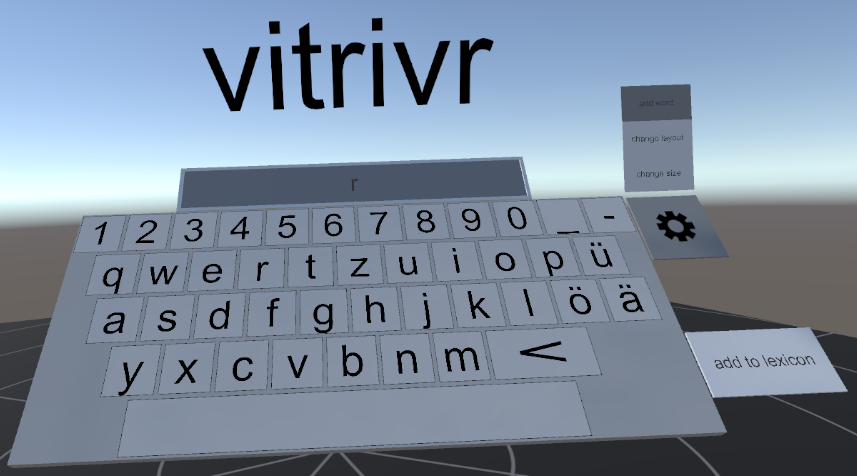 vitrivr
add word
change layout
change size
r
1 2 3 4 5 6 7 8 9 0 _ -
q w e r t z u i o p ü
a s d f g h j k l ö ä
y x c v b n m <
add to lexicon